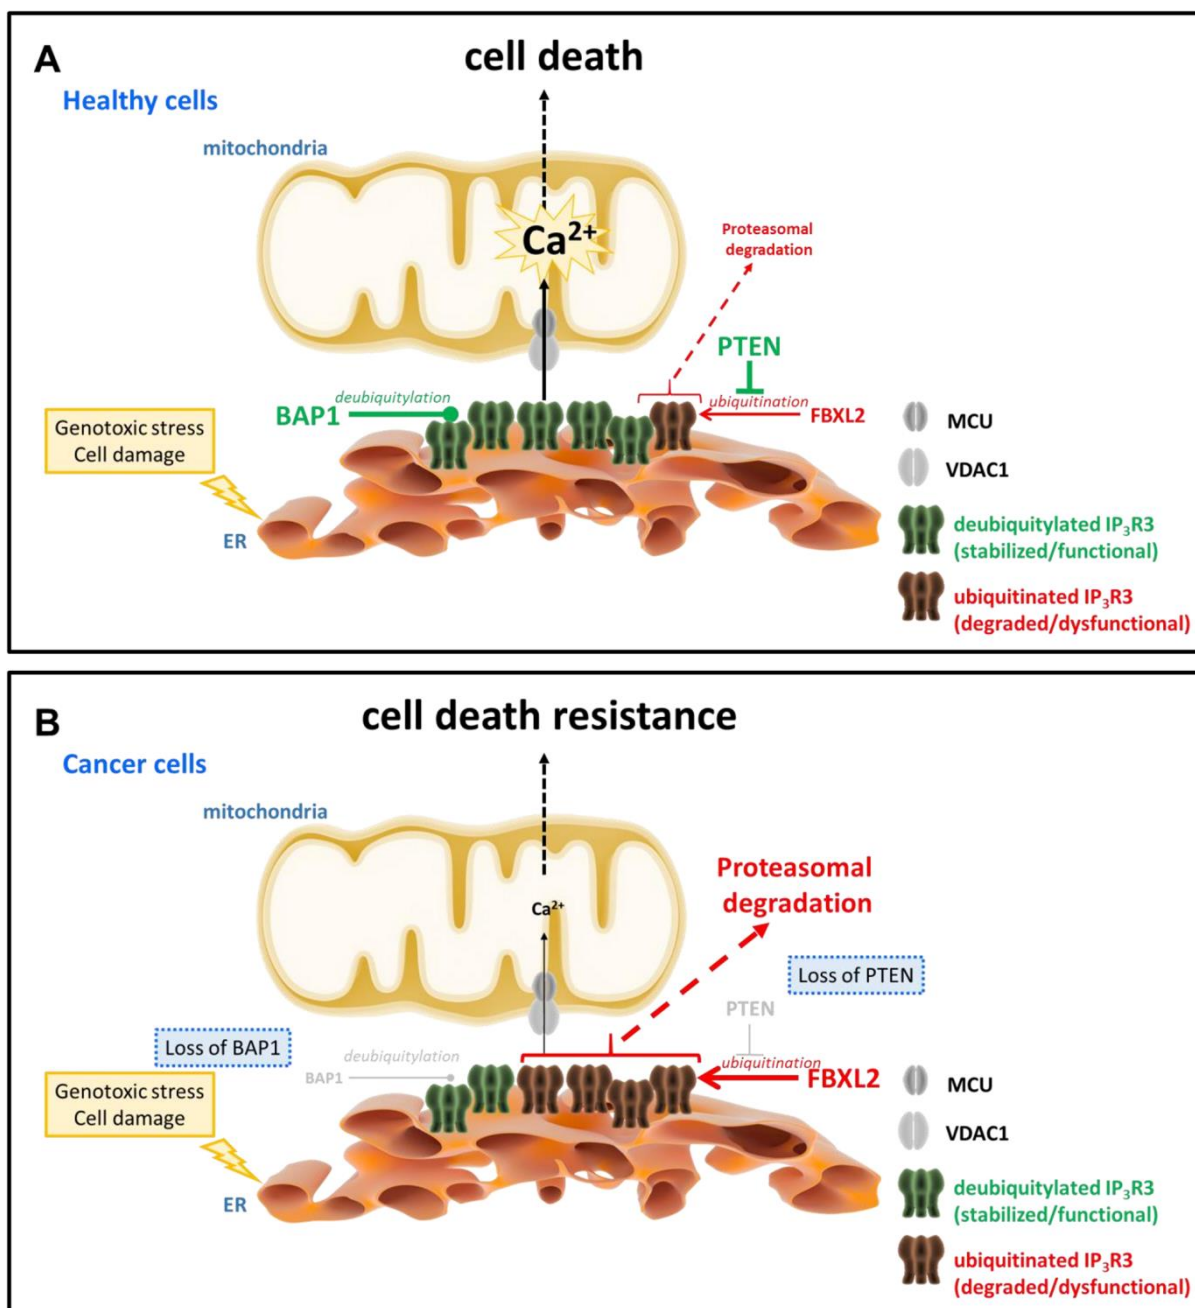 A
cell death
Healthy cells
mitochondria
Ca²⁺
Proteasomal
degradation
PTEN
deubiquitylation
BAP1
ubiquitination
FBXL2
Genotoxic stress
Cell damage
ER
MCU
VDAC1
deubiquitylated IP₃R3
(stabilized/functional)
ubiquitinated IP₃R3
(degraded/dysfunctional)
B
cell death resistance
Cancer cells
mitochondria
Proteasomal
degradation
Ca²⁺
Loss of PTEN
PTEN
Loss of BAP1
deubiquitylation
BAP1
ubiquitination
FBXL2
Genotoxic stress
Cell damage
ER
MCU
VDAC1
deubiquitylated IP₃R3
(stabilized/functional)
ubiquitinated IP₃R3
(degraded/dysfunctional)